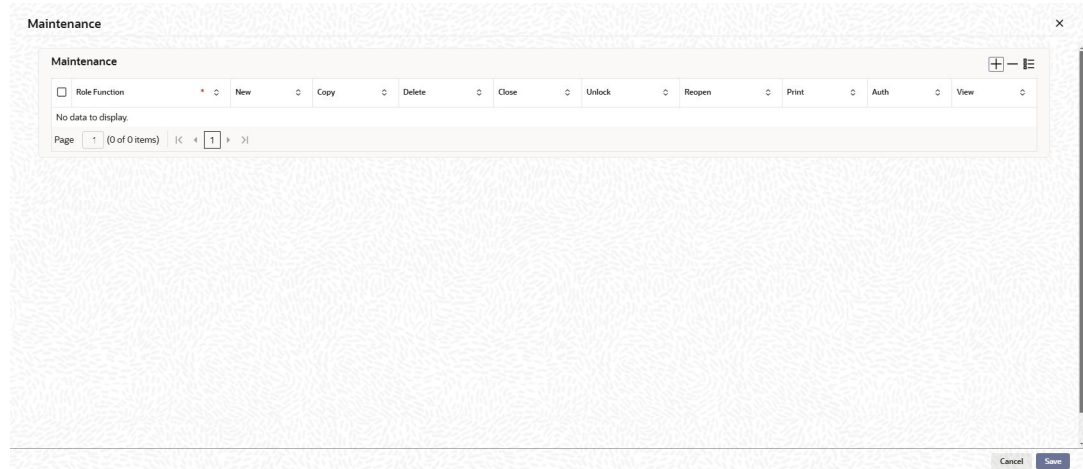 Maintenance
Maintenance
Role Function * New Copy Delete Close Unlock Reopen Print Auth View
No data to display.
Page 1 (0 of 0 items) 1
Cancel Save